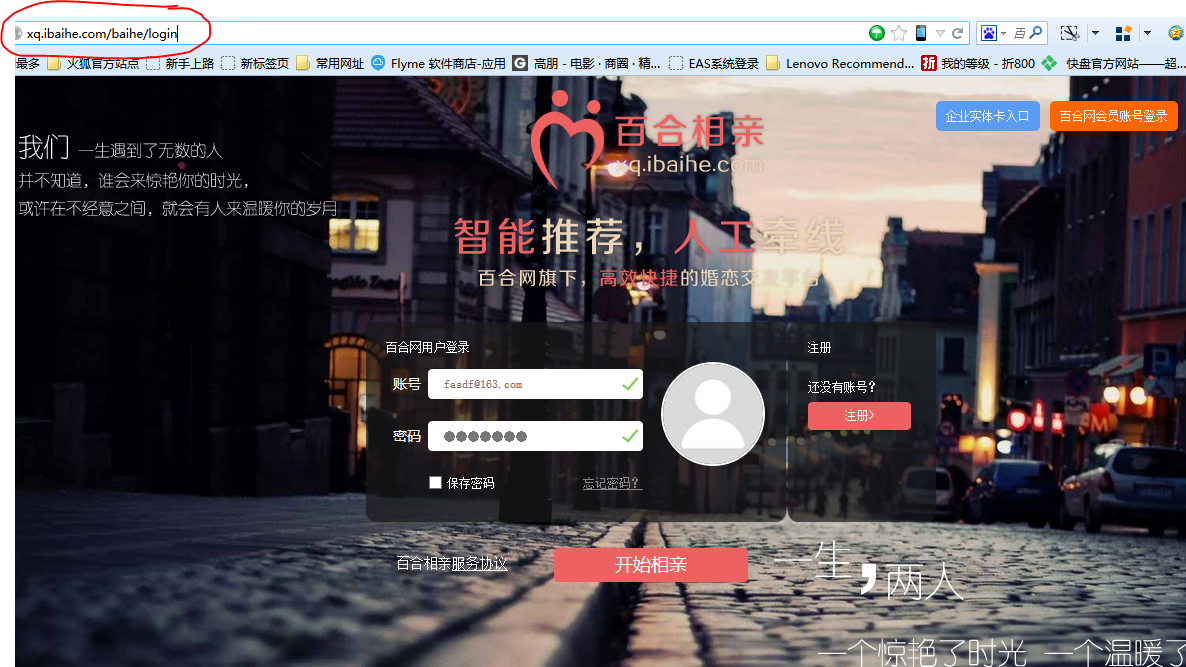 xq.ibaihe.com/baihe/login
百
最多 火狐官方站点 新手上路 新标签页 常用网址 Flyme 软件商店-应用 G 高朋 - 电影 · 商圈 · 精... EAS系统登录 Lenovo Recommend... 折 我的等级 - 折800 快盘官方网站——超...
企业实体卡入口 百合网会员账号登录
百合相亲
xq.ibaihe.com
我们 一生遇到了无数的人
并不知道，谁会来惊艳你的时光，
或许在不经意之间，就会有人来温暖你的岁月
智能推荐，人工牵线
百合网旗下，高效快捷的婚恋交友平台
百合网用户登录
账号 fasdf@163.com
密码 ●●●●●●●
保存密码 忘记密码？
注册
还没有账号？
注册>
百合相亲服务协议
开始相亲
一生，两人
一个惊艳了时光 一个温暖了